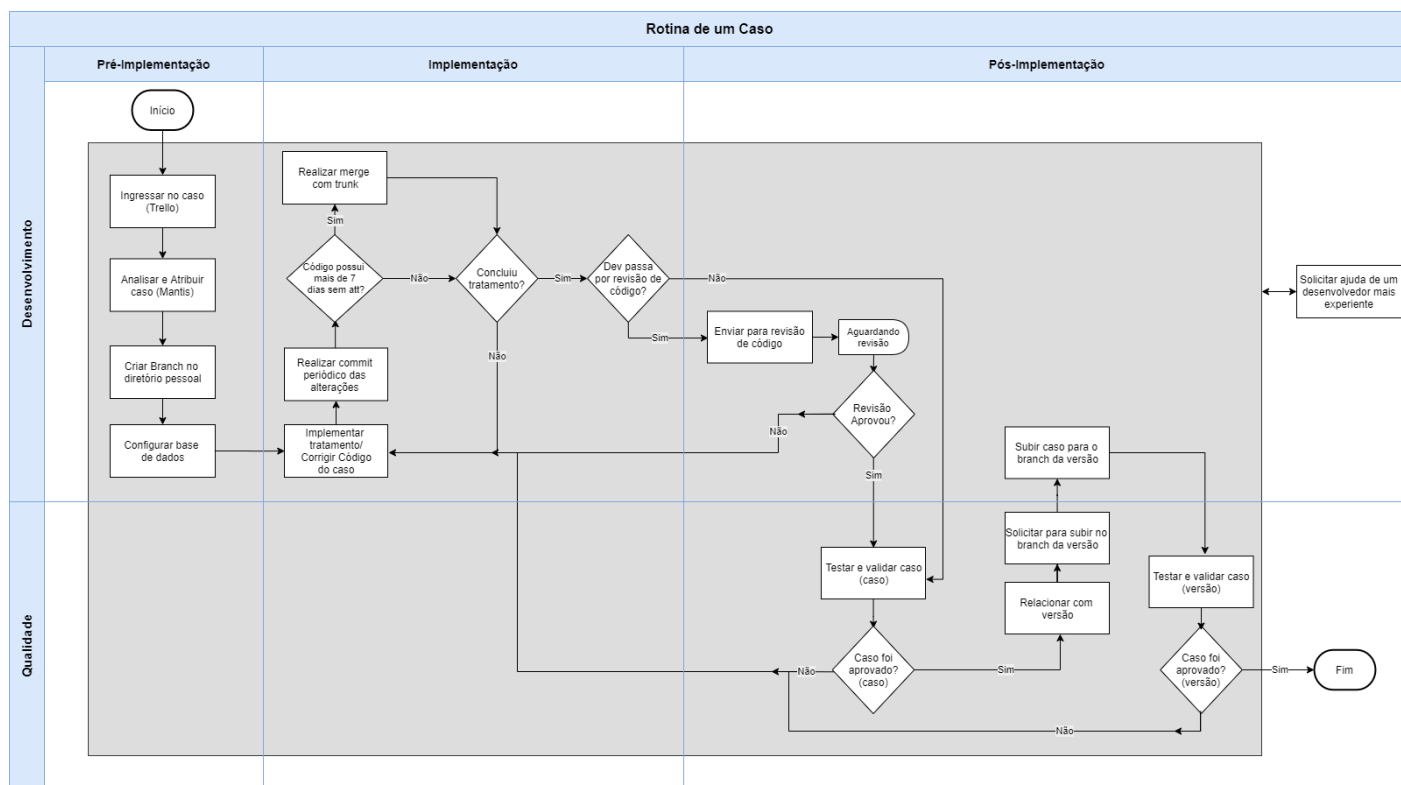 Rotina de um Caso
Pré-Implementação
Implementação
Pós-Implementação
Desenvolvimento
Qualidade
Início
Ingressar no caso
(Trello)
Analisar e Atribuir
caso (Mantis)
Criar Branch no
diretório pessoal
Configurar base
de dados
Realizar merge
com trunk
Sim
Código possui
mais de 7
dias sem att?
Não
Realizar commit
periódico das
alterações
Implementar
tratamento/
Corrigir Código
do caso
Concluiu
tratamento?
Sim
Não
Dev passa
por revisão de
código?
Não
Sim
Enviar para revisão
de código
Aguardando
revisão
Revisão
Aprovou?
Não
Sim
Testar e validar caso
(caso)
Caso foi
aprovado?
(caso)
Não
Sim
Relacionar com
versão
Solicitar para subir no
branch da versão
Subir caso para o
branch da versão
Testar e validar caso
(versão)
Caso foi
aprovado?
(versão)
Não
Sim
Fim
Solicitar ajuda de um
desenvolvedor mais
experiente